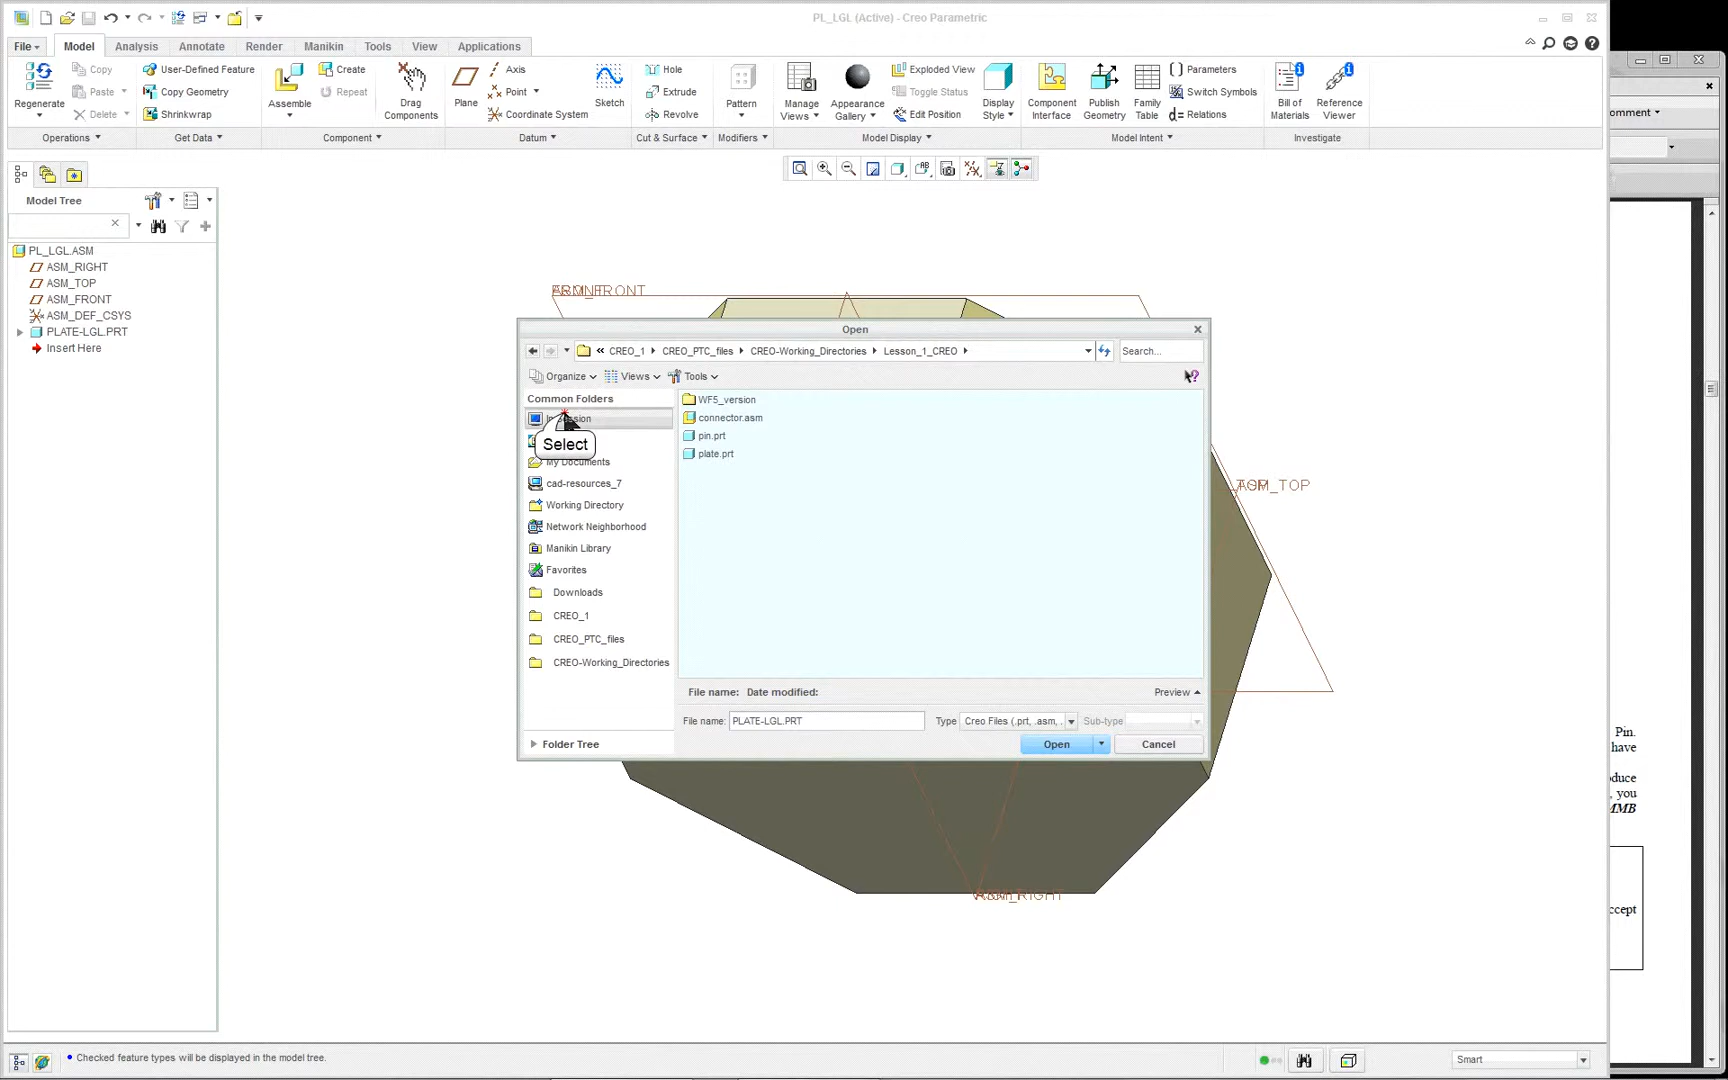 PL_LGL (Active) - Creo Parametric
File
Model
Analysis
Annotate
Render
Manikin
Tools
View
Applications
Regenerate
Copy
Paste
Delete
User-Defined Feature
Copy Geometry
Shrinkwrap
Assemble
Create
Repeat
Drag Components
Plane
Axis
Point
Coordinate System
Sketch
Hole
Extrude
Revolve
Pattern
Manage Views
Appearance Gallery
Exploded View
Toggle Status
Edit Position
Display Style
Component Interface
Publish Geometry
Family Table
Parameters
Switch Symbols
d= Relations
Bill of Materials
Reference Viewer
omment
Operations
Get Data
Component
Datum
Cut & Surface
Modifiers
Model Display
Model Intent
Investigate
Model Tree
PL_LGL.ASM
ASM_RIGHT
ASM_TOP
ASM_FRONT
ASM_DEF_CSYS
PLATE-LGL.PRT
Insert Here
ASM_TOP
Open
« CREO_1
CREO_PTC_files
CREO-Working_Directories
Lesson_1_CREO
Search...
Organize
Views
Tools
Common Folders
Select
My Documents
cad-resources_7
Working Directory
Network Neighborhood
Manikin Library
Favorites
Downloads
CREO_1
CREO_PTC_files
CREO-Working_Directories
WF5_version
connector.asm
pin.prt
plate.prt
File name:
Date modified:
Preview
File name:
PLATE-LGL.PRT
Type
Creo Files (.prt, .asm, .
Sub-type
Folder Tree
Open
Cancel
Pin.
have
duce
, you
MMB
ccept
• Checked feature types will be displayed in the model tree.
Smart